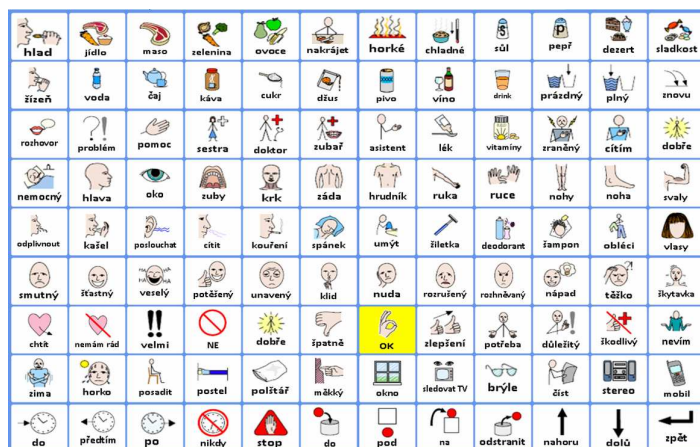 hlad jídlo maso zelenina ovoce nakrájet horké chladné sůl pepř dezert sladkost
žízeň voda čaj káva cukr džus pivo víno drink prázdný plný znovu
rozhovor problém pomoc sestra doktor zubař asistent lék vitamíny zraněný cítím dobře
nemocný hlava oko zuby krk záda hrudník ruka ruce nohy noha svaly
odplivnout kašel poslouchat cítit kouření spánek umýt žiletka deodorant šampon obléci vlasy
smutný šťastný HA HA HA veselý potěšený unavený klid nuda rozrušený rozhněvaný nápad těžko škytavka
chtít nemám rád velmi NE dobře špatně OK zlepšení potřeba důležitý škodlivý nevím
zima horko posadit postel polštář měkký okno sledovat TV brýle číst stereo mobil
do předtím po nikdy stop do pod na odstranit nahoru dolů zpět